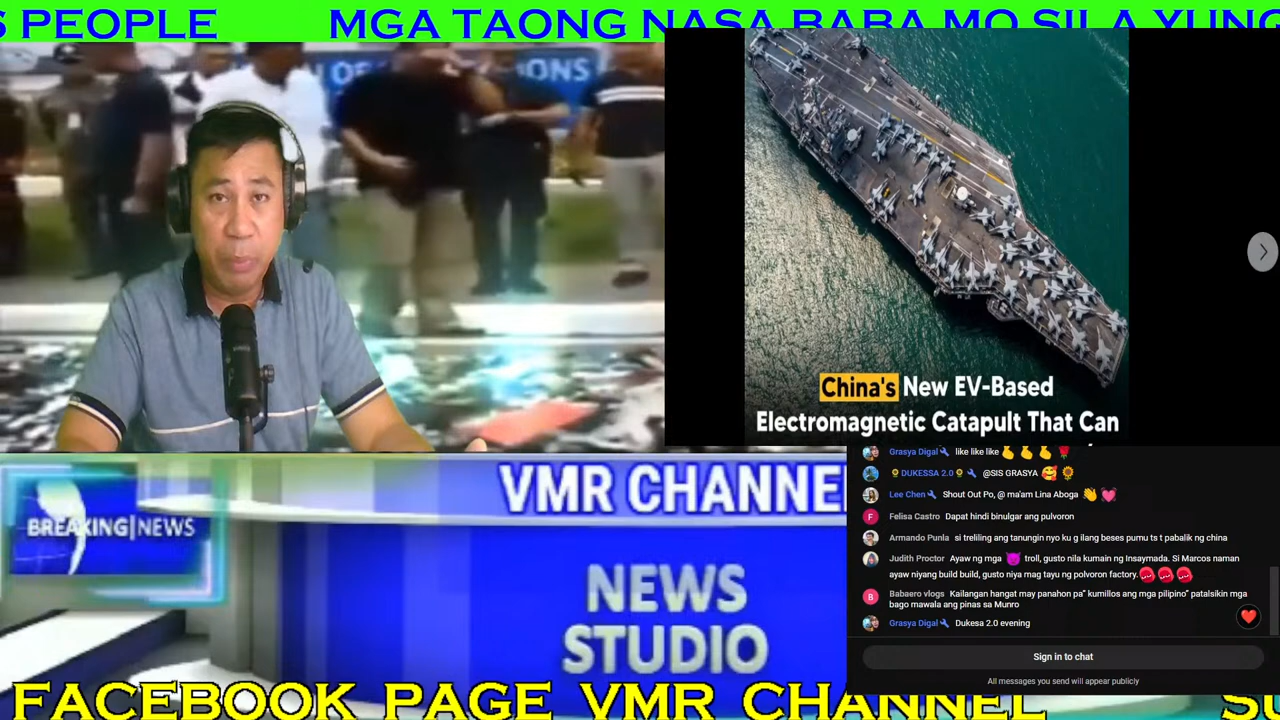 S PEOPLE MGA TAONG NASA BABA MO SILA YUNG
IONS
China's New EV-Based
Electromagnetic Catapult That Can
Grasya Digal like like like
DUKESSA 2.0 @SIS GRASYA
Lee Chen Shout Out Po, @ ma'am Lina Aboga
F Felisa Castro Dapat hindi binulgar ang pulvoron
Armando Punla si treliling ang tanungin nyo ku g ilang beses pumu ts t pabalik ng china
Judith Proctor Ayaw ng mga 😈 troll, gusto nila kumain ng Insaymada. Si Marcos naman
ayaw niyang build build, gusto niya mag tayu ng polvoron factory.
B Babaero vlogs Kailangan hangat may panahon pa” kumillos ang mga pilipino” patalsikin mga
bago mawala ang pinas sa Munro
Grasya Digal Dukesa 2.0 evening
Sign in to chat
All messages you send will appear publicly
VMR CHANNE
BREAKING|NEWS
NEWS
STUDIO
FACEBOOK PAGE VMR CHANNEL SU